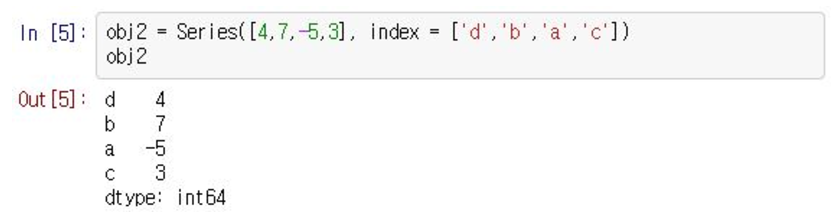 In [5]: obj2 = Series([4,7,-5,3], index = ['d','b','a','c'])
obj2
Out[5]: d 4
b 7
a -5
c 3
dtype: int64